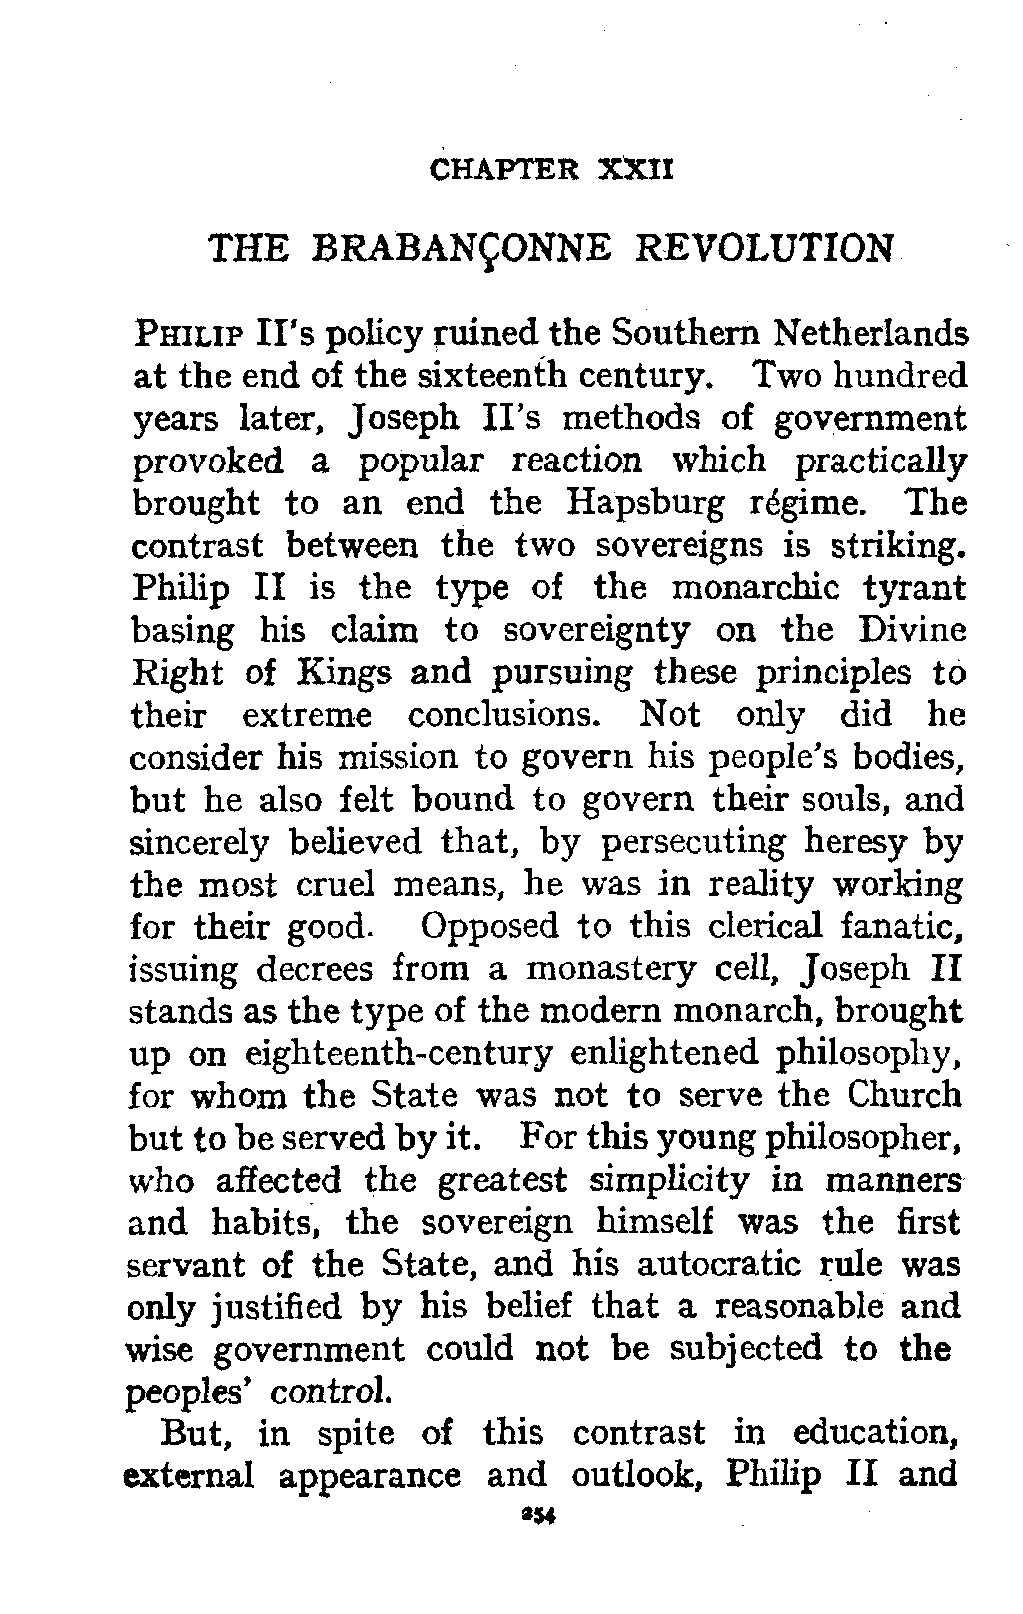 CHAPTER XXII
THE BRABANÇONNE REVOLUTION
PHILIP II's policy ruined the Southern Netherlands
at the end of the sixteenth century. Two hundred
years later, Joseph II's methods of government
provoked a popular reaction which practically
brought to an end the Hapsburg régime. The
contrast between the two sovereigns is striking.
Philip II is the type of the monarchic tyrant
basing his claim to sovereignty on the Divine
Right of Kings and pursuing these principles to
their extreme conclusions. Not only did he
consider his mission to govern his people's bodies,
but he also felt bound to govern their souls, and
sincerely believed that, by persecuting heresy by
the most cruel means, he was in reality working
for their good. Opposed to this clerical fanatic,
issuing decrees from a monastery cell, Joseph II
stands as the type of the modern monarch, brought
up on eighteenth-century enlightened philosophy,
for whom the State was not to serve the Church
but to be served by it. For this young philosopher,
who affected the greatest simplicity in manners
and habits, the sovereign himself was the first
servant of the State, and his autocratic rule was
only justified by his belief that a reasonable and
wise government could not be subjected to the
peoples' control.
But, in spite of this contrast in education,
external appearance and outlook, Philip II and
254